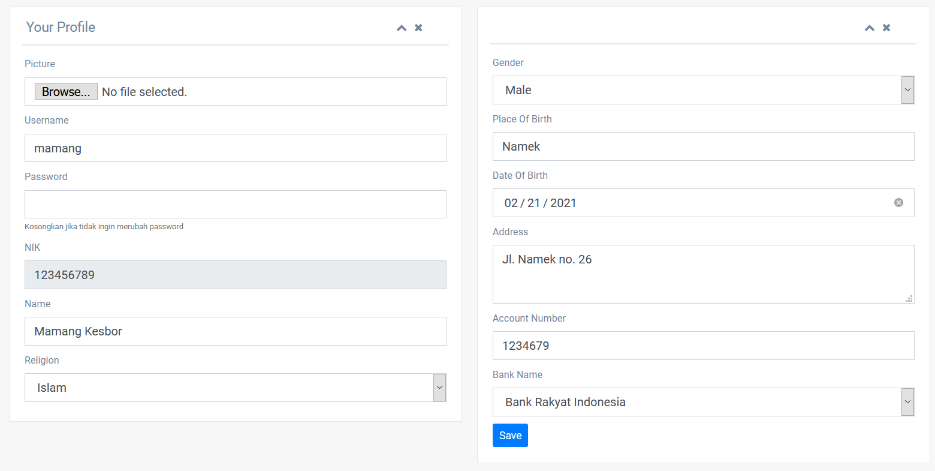 Your Profile
Picture
Browse... No file selected.
Username
mamang
Password
Kosongkan jika tidak ingin merubah password
NIK
123456789
Name
Mamang Kesbor
Religion
Islam
Gender
Male
Place Of Birth
Namek
Date Of Birth
02 / 21 / 2021
Address
Jl. Namek no. 26
Account Number
1234679
Bank Name
Bank Rakyat Indonesia
Save